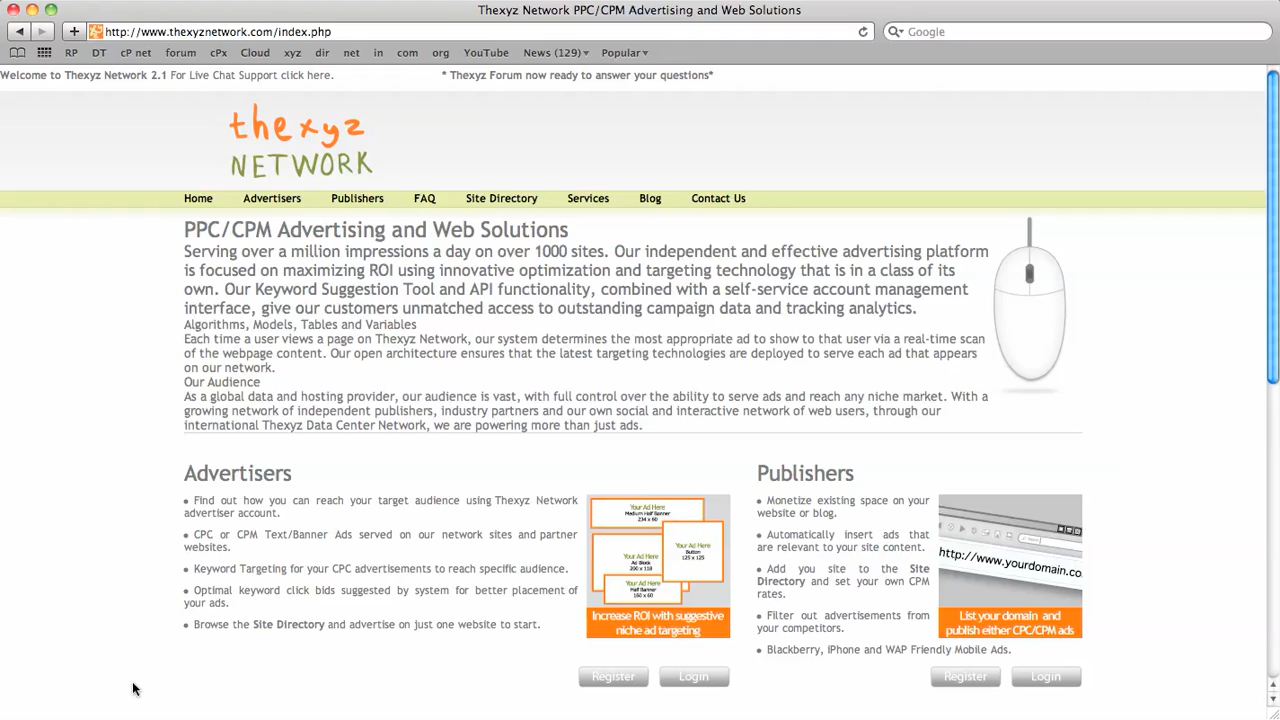 Thexyz Network PPC/CPM Advertising and Web Solutions
http://www.thexyznetwork.com/index.php
Google
RP DT cP net forum cPx Cloud xyz dir net in com org YouTube News (129) Popular
Welcome to Thexyz Network 2.1 For Live Chat Support click here. * Thexyz Forum now ready to answer your questions*
thexyz
NETWORK
Home Advertisers Publishers FAQ Site Directory Services Blog Contact Us
PPC/CPM Advertising and Web Solutions
Serving over a million impressions a day on over 1000 sites. Our independent and effective advertising platform
is focused on maximizing ROI using innovative optimization and targeting technology that is in a class of its
own. Our Keyword Suggestion Tool and API functionality, combined with a self-service account management
interface, give our customers unmatched access to outstanding campaign data and tracking analytics.
Algorithms, Models, Tables and Variables
Each time a user views a page on Thexyz Network, our system determines the most appropriate ad to show to that user via a real-time scan
of the webpage content. Our open architecture ensures that the latest targeting technologies are deployed to serve each ad that appears
on our network.
Our Audience
As a global data and hosting provider, our audience is vast, with full control over the ability to serve ads and reach any niche market. With a
growing network of independent publishers, industry partners and our own social and interactive network of web users, through our
international Thexyz Data Center Network, we are powering more than just ads.
Advertisers
• Find out how you can reach your target audience using Thexyz Network
advertiser account.
• CPC or CPM Text/Banner Ads served on our network sites and partner
websites.
• Keyword Targeting for your CPC advertisements to reach specific audience.
• Optimal keyword click bids suggested by system for better placement of
your ads.
• Browse the Site Directory and advertise on just one website to start.
Your Ad Here
Medium Half Banner
234 x 60
Your Ad Here
Button
125 x 125
Your Ad Here
Ad Block
200 x 118
Your Ad Here
Half Banner
160 x 60
Increase ROI with suggestive
niche ad targeting
Register Login
Publishers
• Monetize existing space on your
website or blog.
• Automatically insert ads that
are relevant to your site content.
• Add you site to the Site
Directory and set your own CPM
rates.
• Filter out advertisements from
your competitors.
• Blackberry, iPhone and WAP Friendly Mobile Ads.
http://www.yourdomain.co
List your domain and
publish either CPC/CPM ads
Register Login